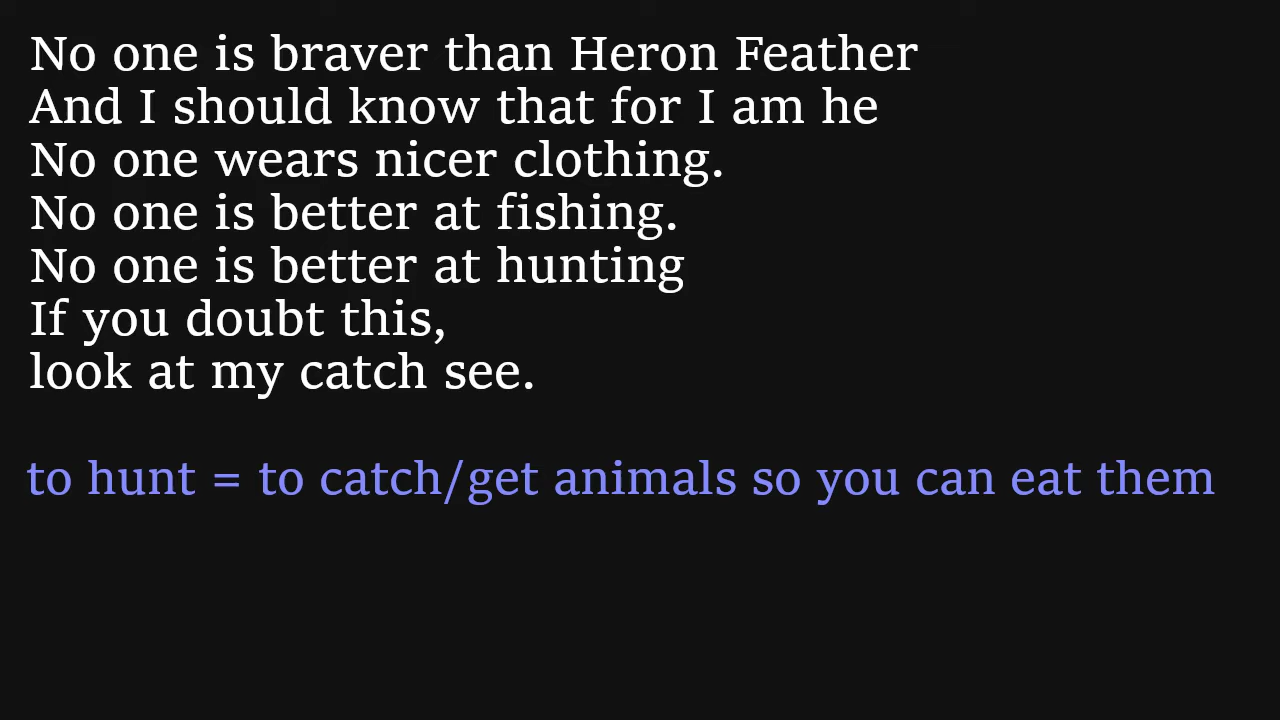 No one is braver than Heron Feather
And I should know that for I am he
No one wears nicer clothing.
No one is better at fishing.
No one is better at hunting
If you doubt this,
look at my catch see.
to hunt = to catch/get animals so you can eat them